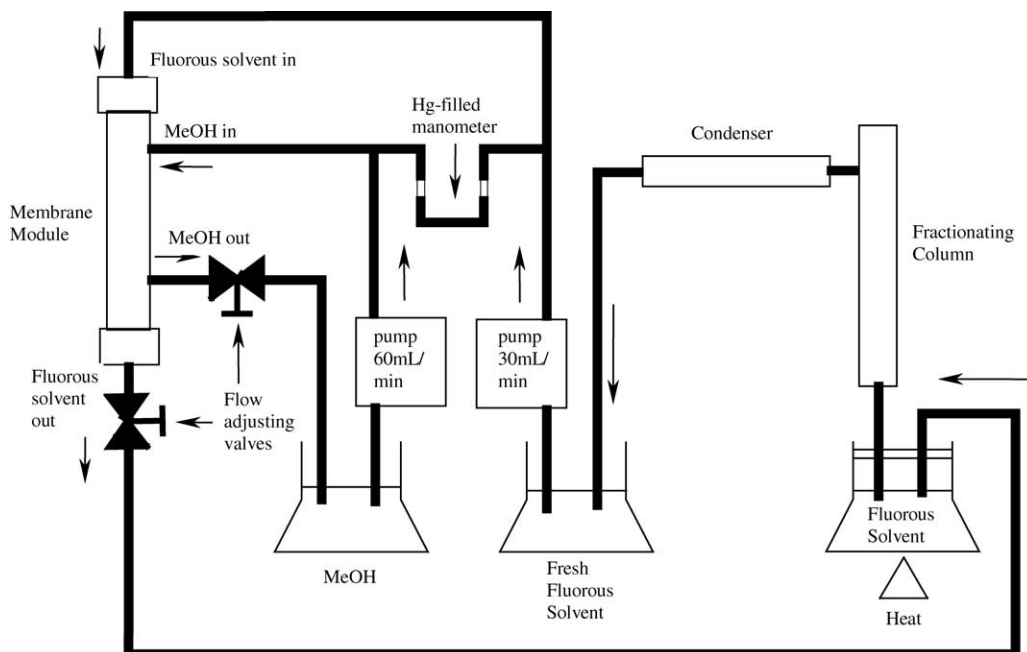 Fluorous solvent in
Hg-filled
manometer
MeOH in
Condenser
Membrane
Module
MeOH out
Fractionating
Column
pump
60mL/
min
pump
30mL/
min
Fluorous
solvent
out
Flow
adjusting
valves
Fluorous
Solvent
MeOH
Fresh
Fluorous
Solvent
Heat